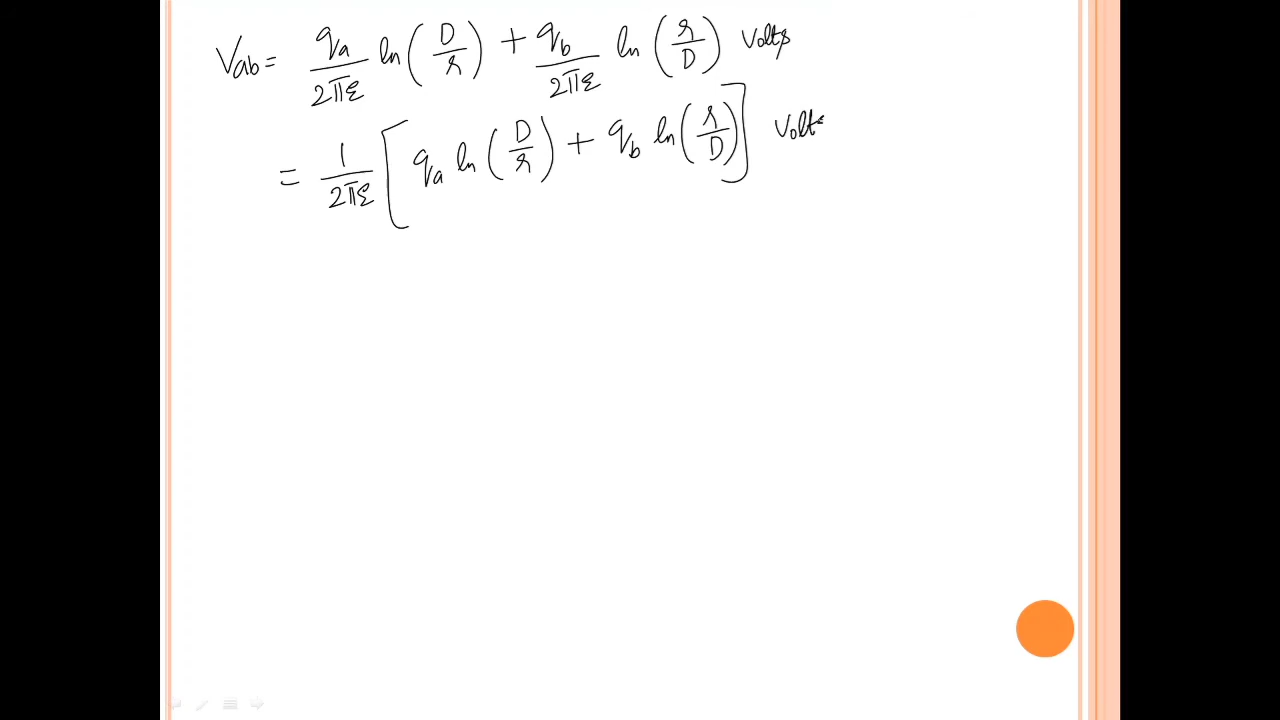 Vab = qa/2πε ln(D/r) + qb/2πε ln(r/D) Volts
= 1/2πε [qa ln(D/r) + qb ln(r/D)] Volts